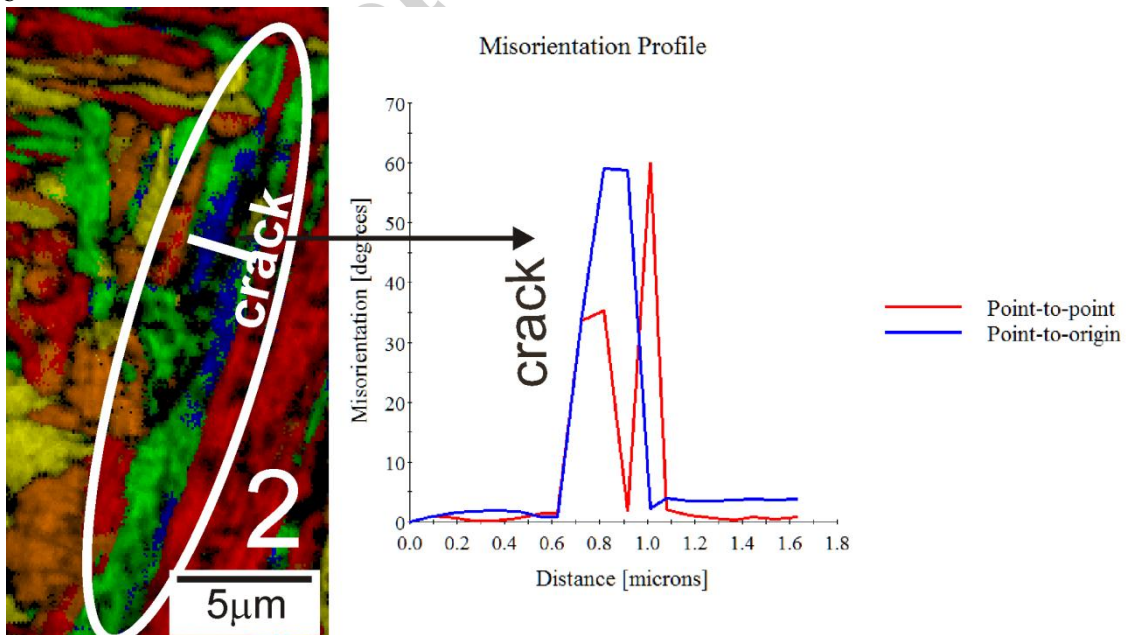 crack
2
5μm
Misorientation Profile
Misorientation [degrees]
70
60
50
40
30
20
10
0
crack
0.0 0.2 0.4 0.6 0.8 1.0 1.2 1.4 1.6 1.8
Distance [microns]
Point-to-point
Point-to-origin